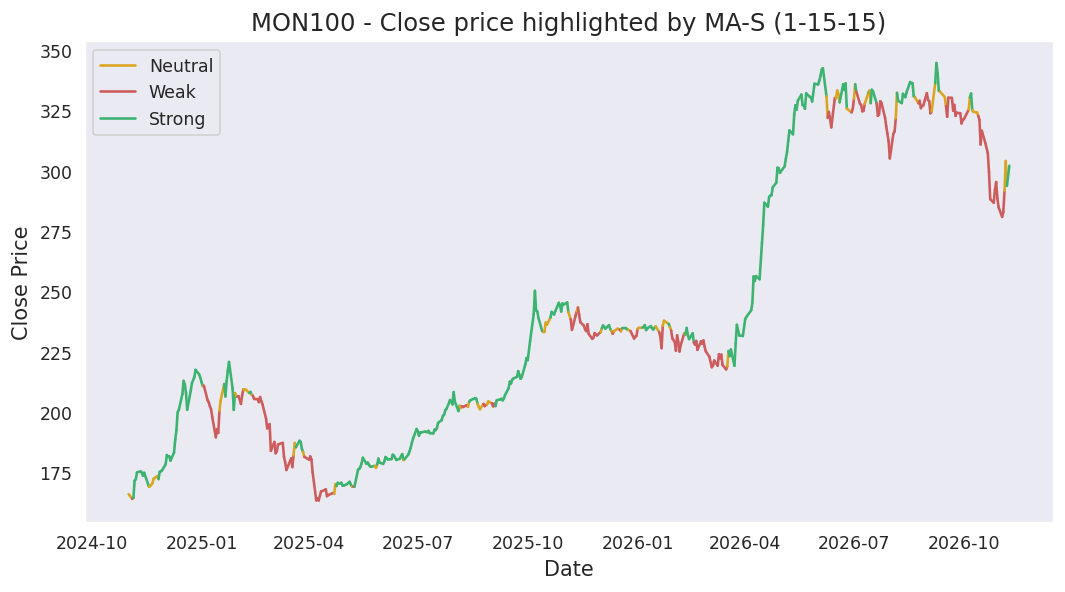 MON100 - Close price highlighted by MA-S (1-15-15)
Neutral
Weak
Strong
350
325
300
275
250
225
200
175
Close Price
2024-10 2025-01 2025-04 2025-07 2025-10 2026-01 2026-04 2026-07 2026-10
Date